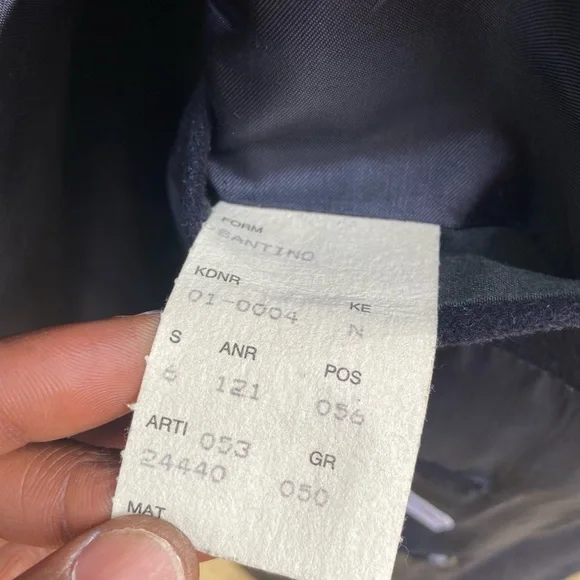 FORM
SANTINO
KDNR
KE
01-0004
N
S ANR POS
6 121 056
ARTI 053 GR
24440 050
MAT